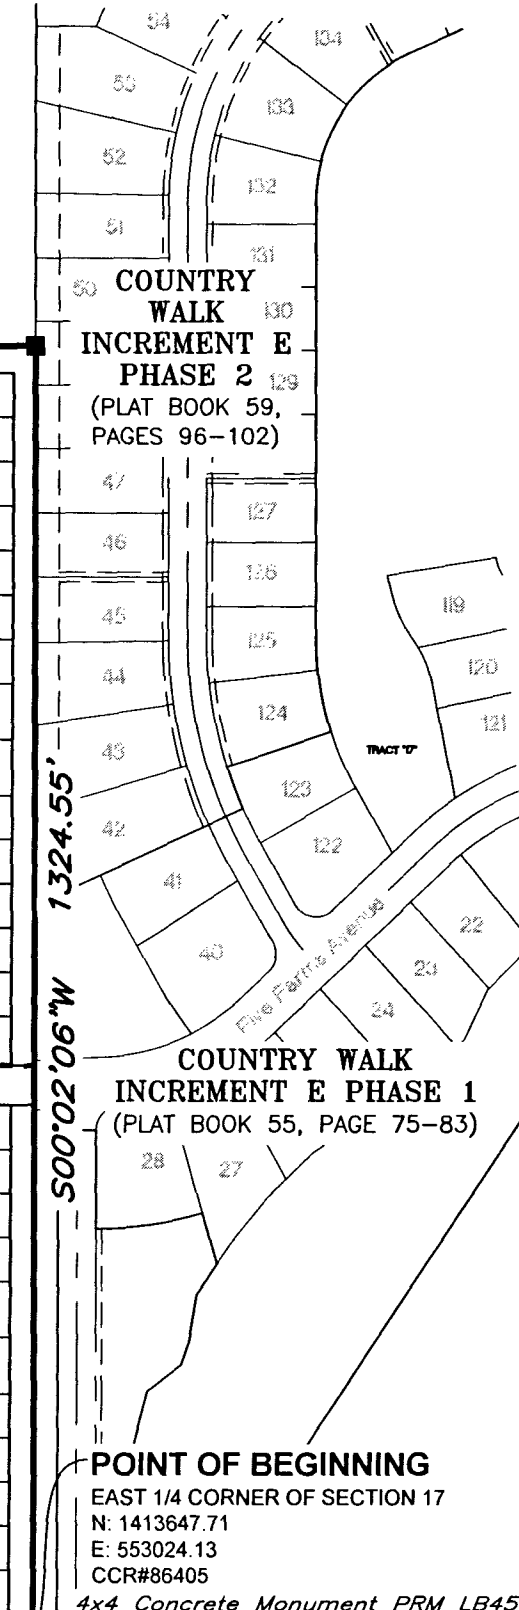 54
134
53
133
52
132
51
131
50
COUNTRY
WALK
INCREMENT E
PHASE 2
(PLAT BOOK 59,
PAGES 96-102)
130
129
47
127
46
126
45
125
119
44
120
124
121
43
TRACT "D"
123
42
122
41
22
40
23
24
Five Farms Avenue
1324.55'
S00°02'06"W
COUNTRY WALK
INCREMENT E PHASE 1
(PLAT BOOK 55, PAGE 75-83)
28
27
POINT OF BEGINNING
EAST 1/4 CORNER OF SECTION 17
N: 1413647.71
E: 553024.13
CCR#86405
4x4 Concrete Monument PRM LB45